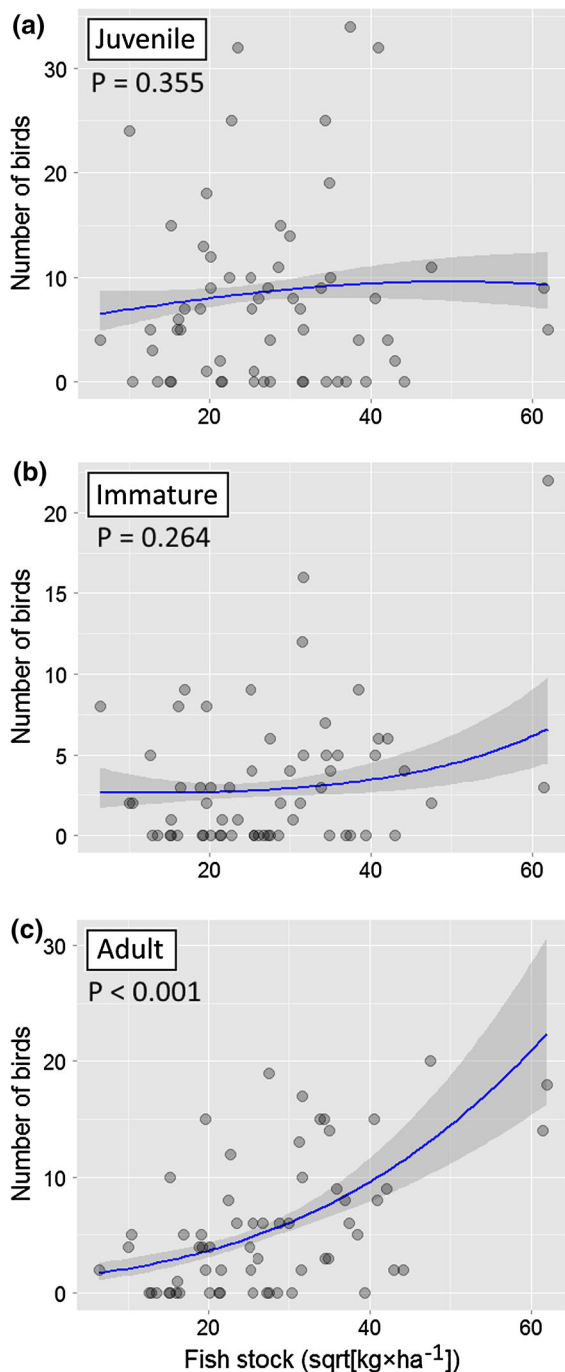 (a)
Juvenile
P = 0.355
Number of birds
30
20
10
0
20 40 60
(b)
Immature
P = 0.264
Number of birds
20
15
10
5
0
20 40 60
(c)
Adult
P < 0.001
Number of birds
30
20
10
0
20 40 60
Fish stock (sqrt[kg×ha⁻¹])